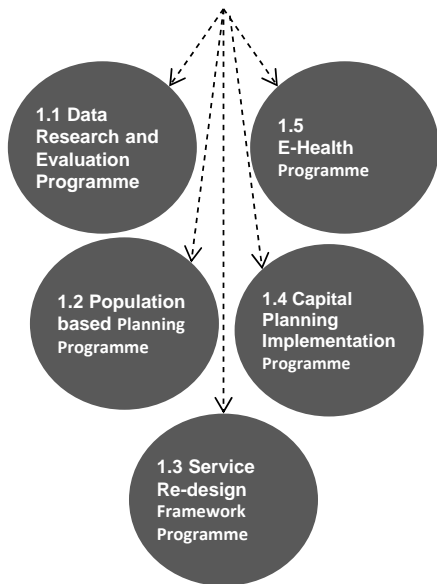 1.1 Data
Research and
Evaluation
Programme
1.5
E-Health
Programme
1.2 Population
based Planning
Programme
1.4 Capital
Planning
Implementation
Programme
1.3 Service
Re-design
Framework
Programme